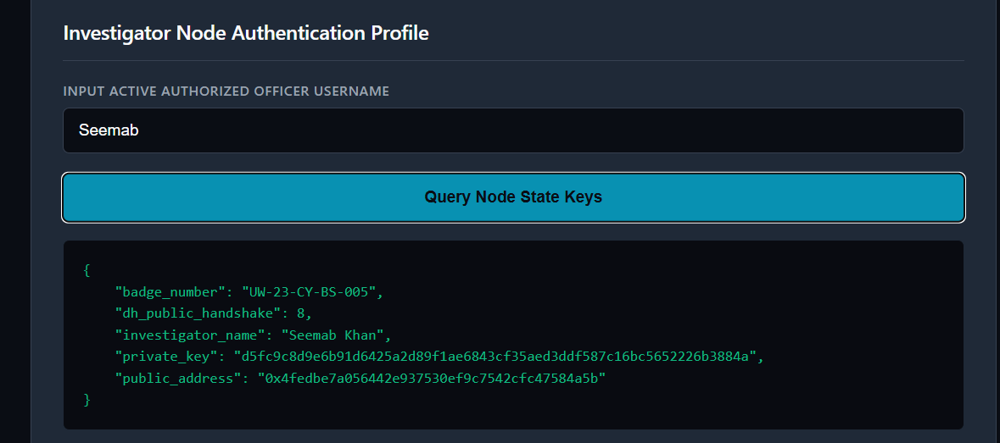 Investigator Node Authentication Profile
INPUT ACTIVE AUTHORIZED OFFICER USERNAME
Seemab
Query Node State Keys
{
    "badge_number": "UW-23-CY-BS-005",
    "dh_public_handshake": 8,
    "investigator_name": "Seemab Khan",
    "private_key": "d5fc9c8d9e6b91d6425a2d89f1ae6843cf35aed3ddf587c16bc5652226b3884a",
    "public_address": "0x4fedbe7a056442e937530ef9c7542cfc47584a5b"
}